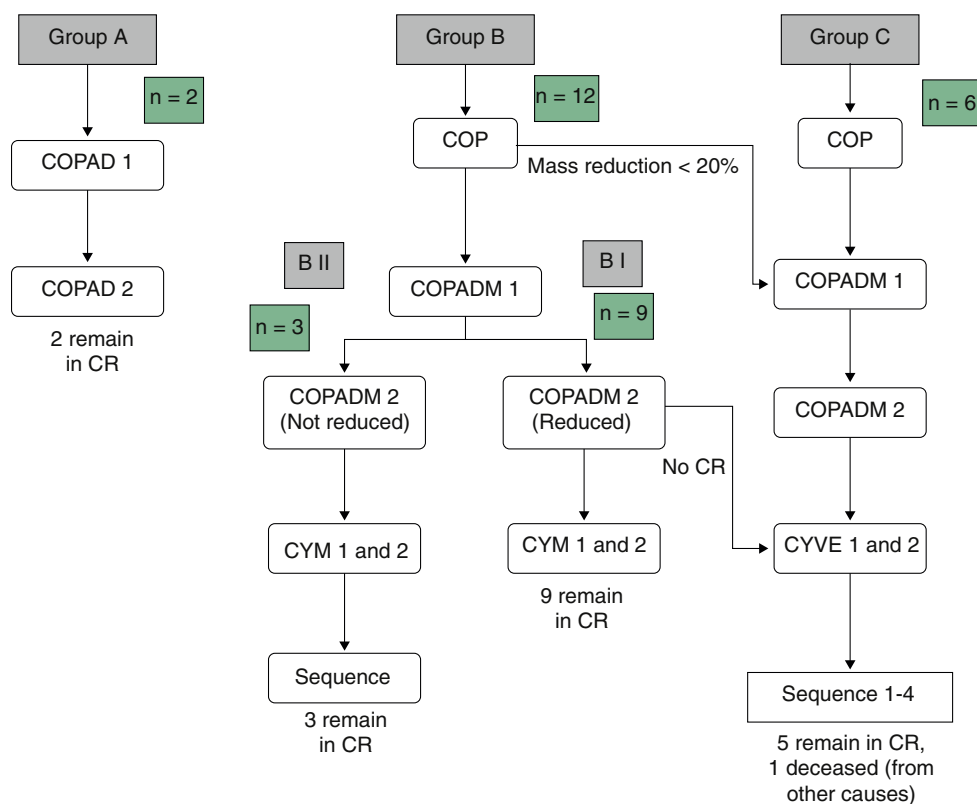 Group A
Group B
Group C
n = 2
n = 12
n = 6
COPAD 1
COP
COP
Mass reduction < 20%
B II
B I
COPAD 2
COPADM 1
COPADM 1
n = 3
n = 9
2 remain
in CR
COPADM 2
(Not reduced)
COPADM 2
(Reduced)
COPADM 2
No CR
CYM 1 and 2
CYM 1 and 2
CYVE 1 and 2
9 remain
in CR
Sequence
Sequence 1-4
3 remain
in CR
5 remain in CR,
1 deceased (from
other causes)